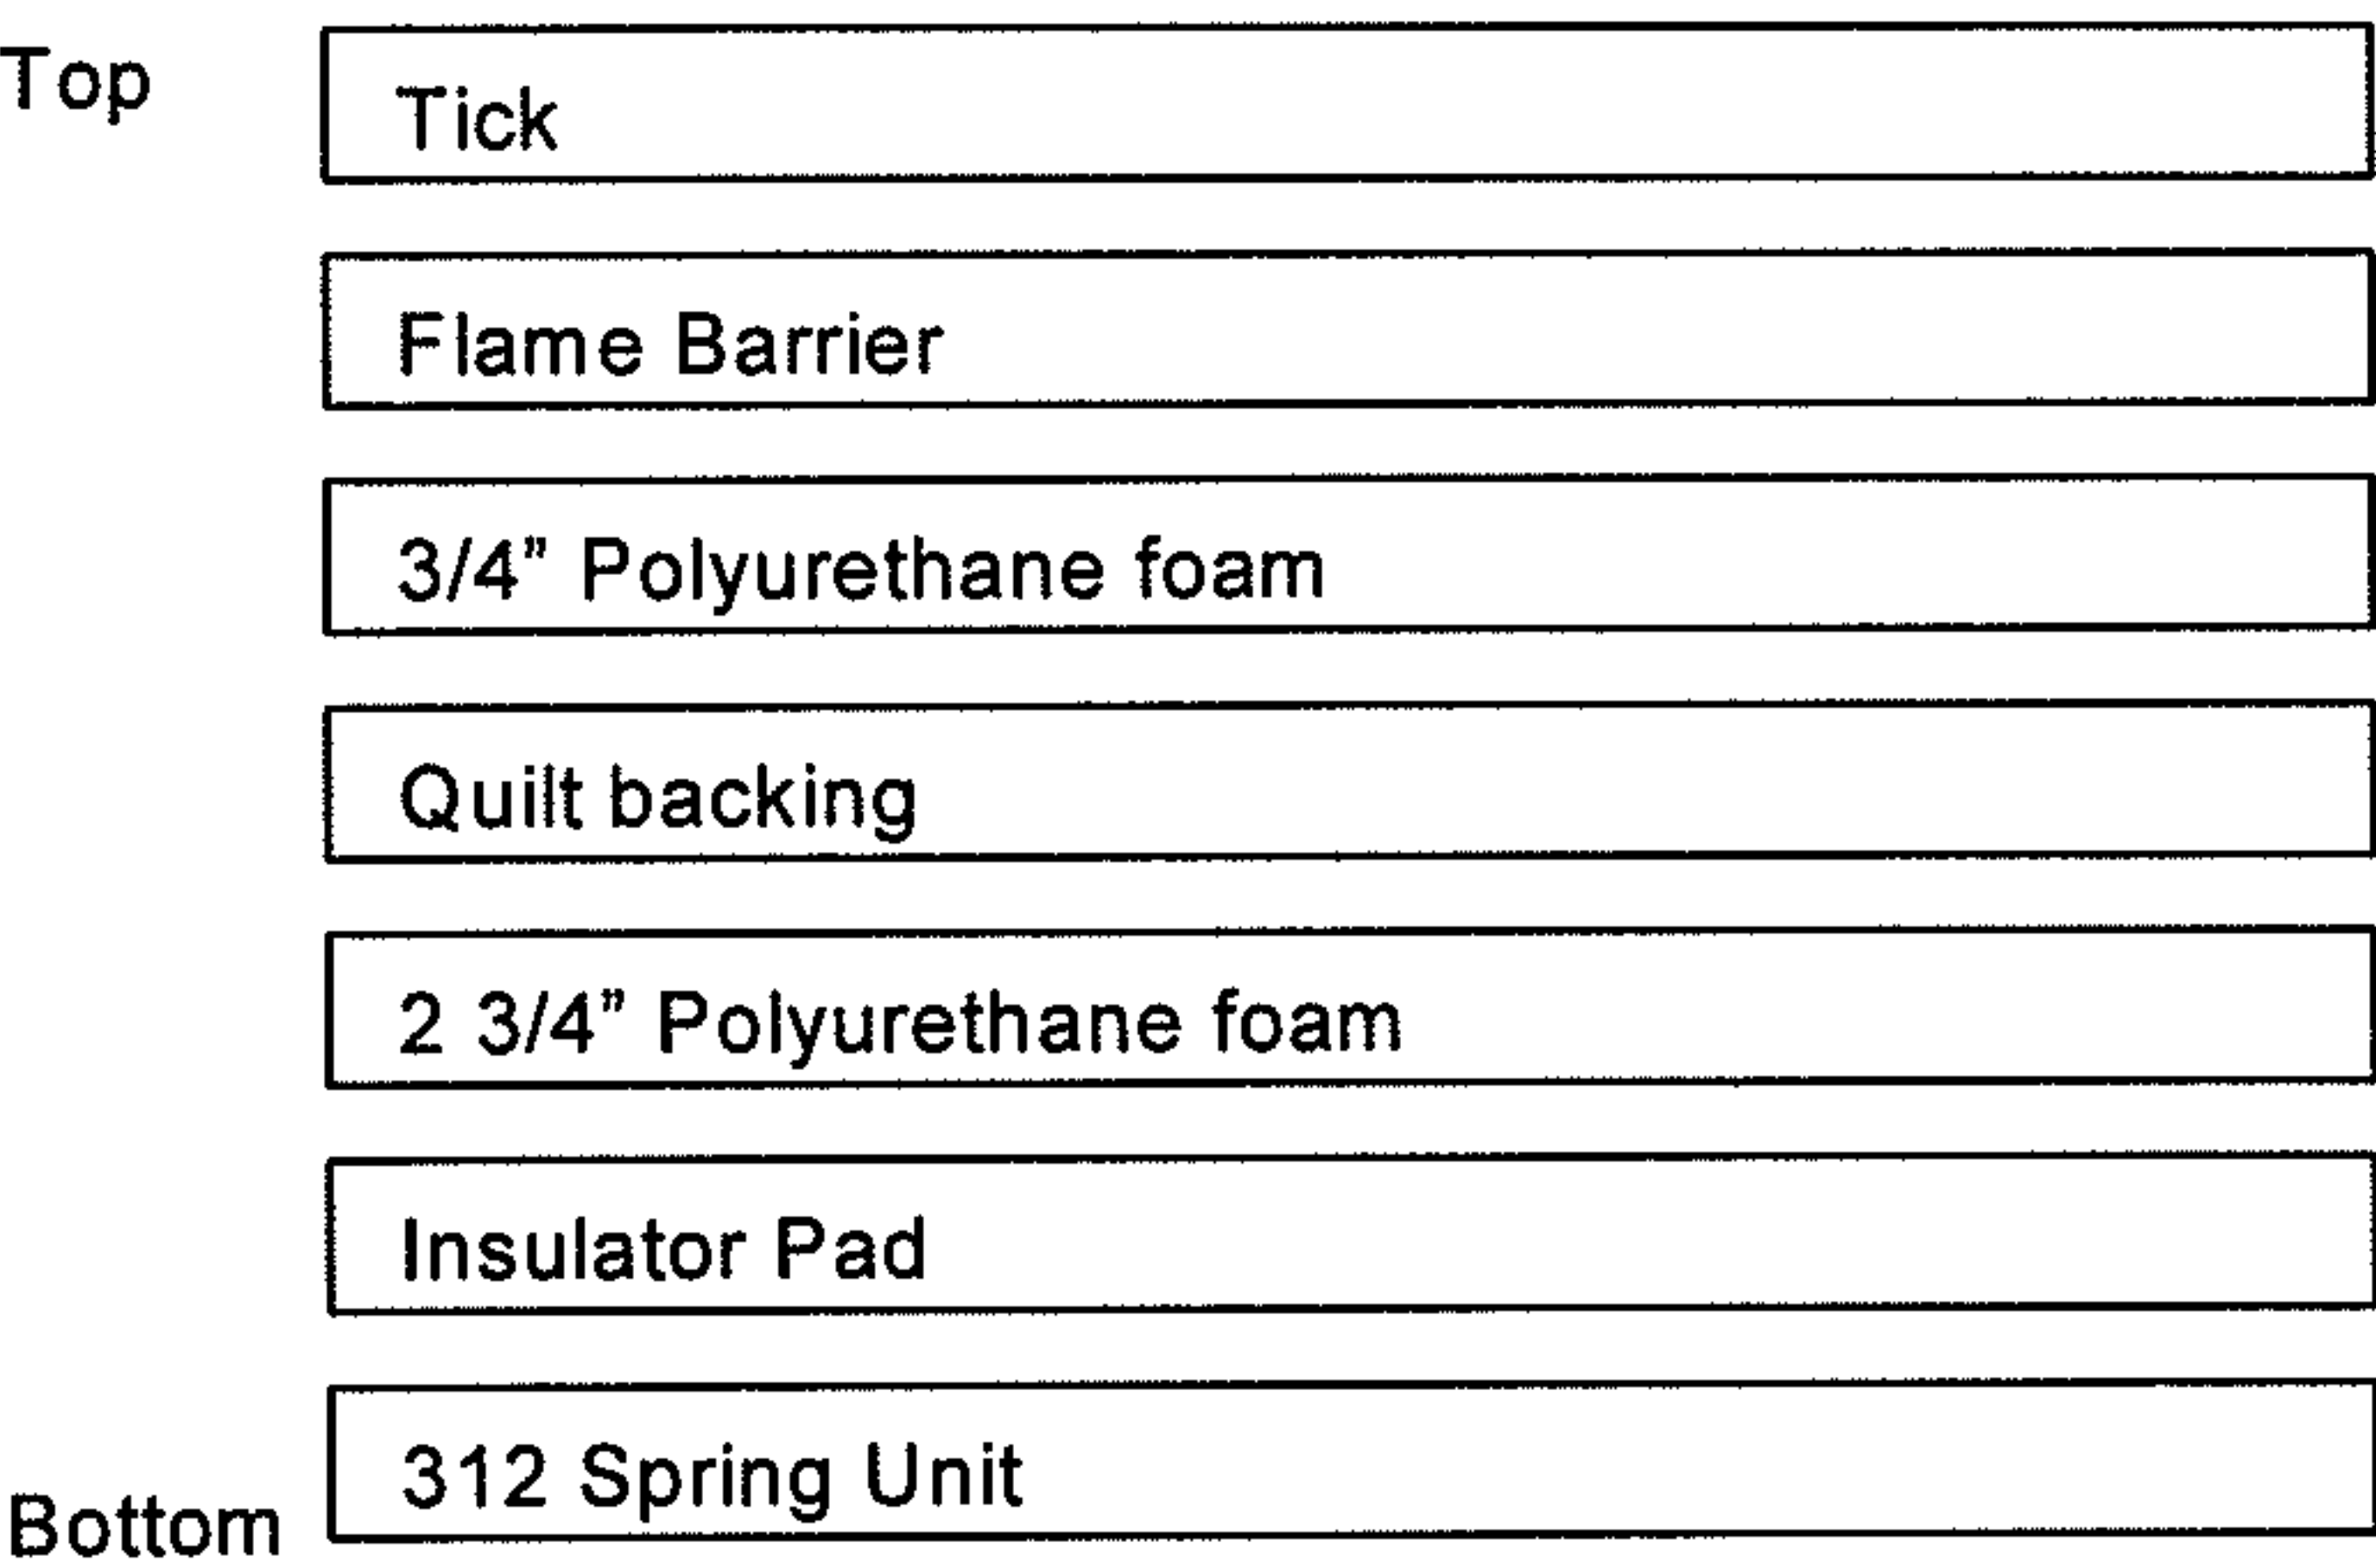 Top
Tick
Flame Barrier
3/4” Polyurethane foam
Quilt backing
2 3/4” Polyurethane foam
Insulator Pad
312 Spring Unit
Bottom